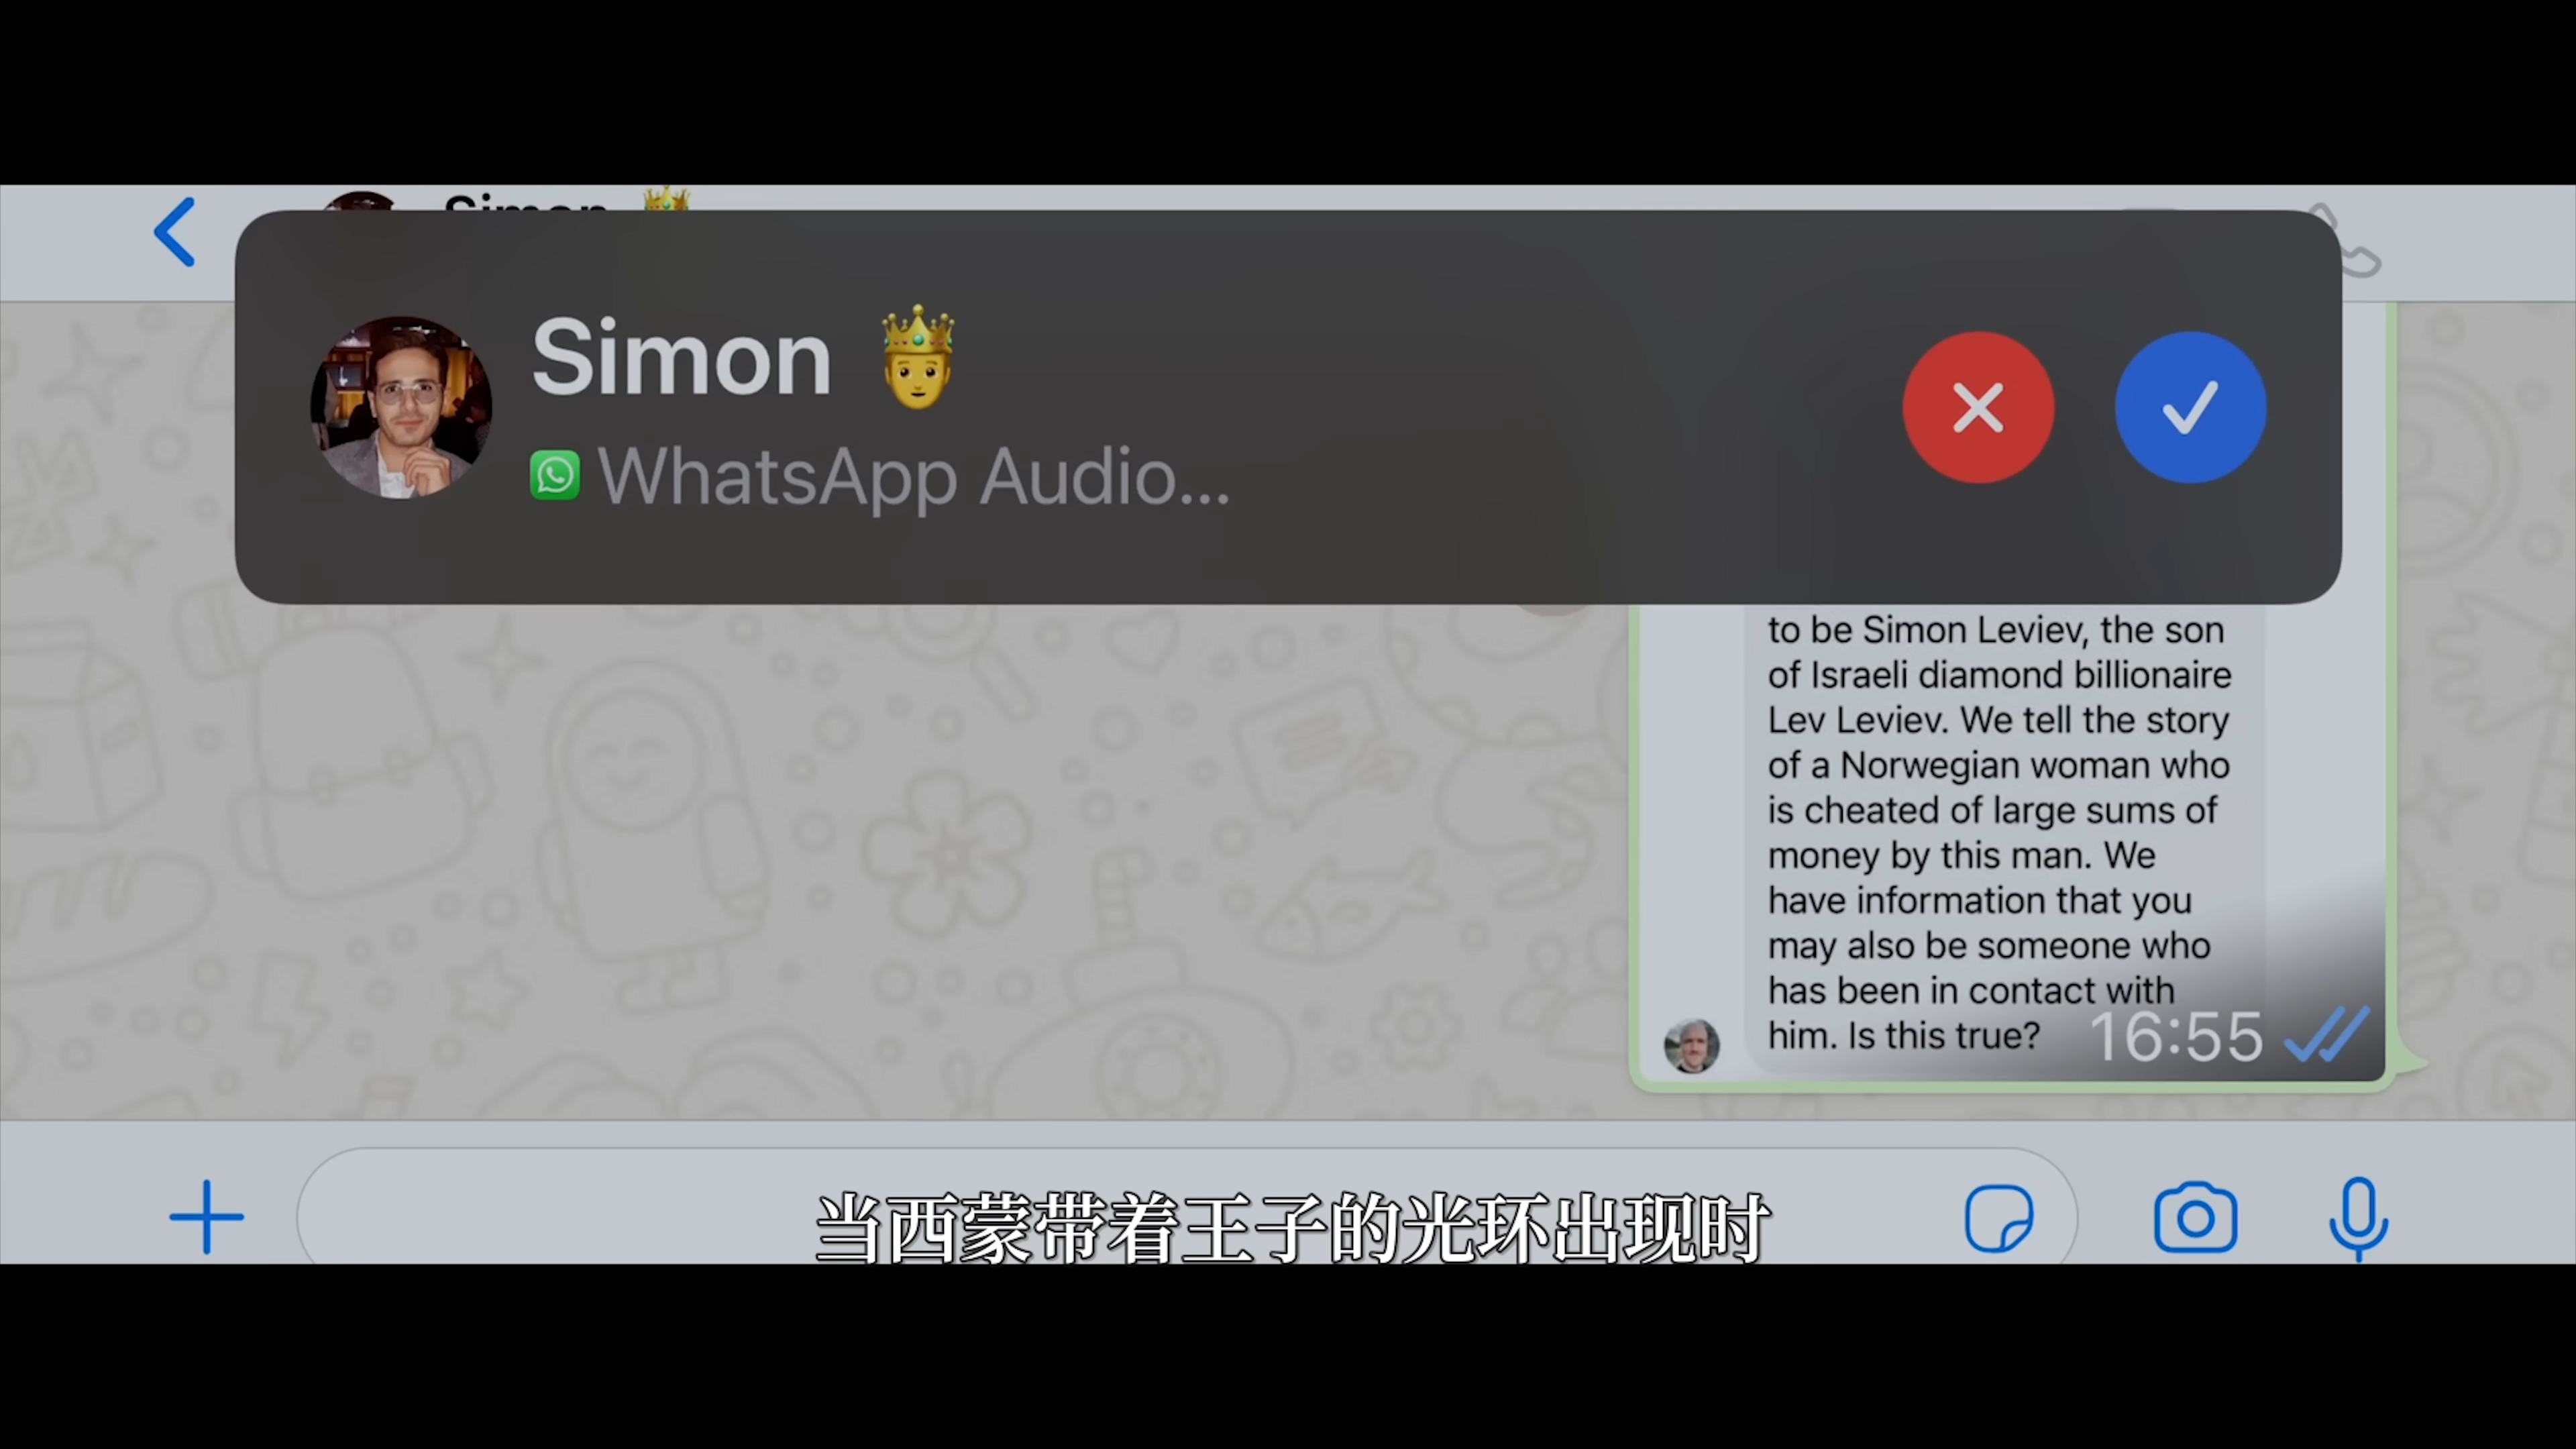 Simon
Simon
WhatsApp Audio...
to be Simon Leviev, the son
of Israeli diamond billionaire
Lev Leviev. We tell the story
of a Norwegian woman who
is cheated of large sums of
money by this man. We
have information that you
may also be someone who
has been in contact with
him. Is this true?
16:55
当西蒙带着王子的光环出现时